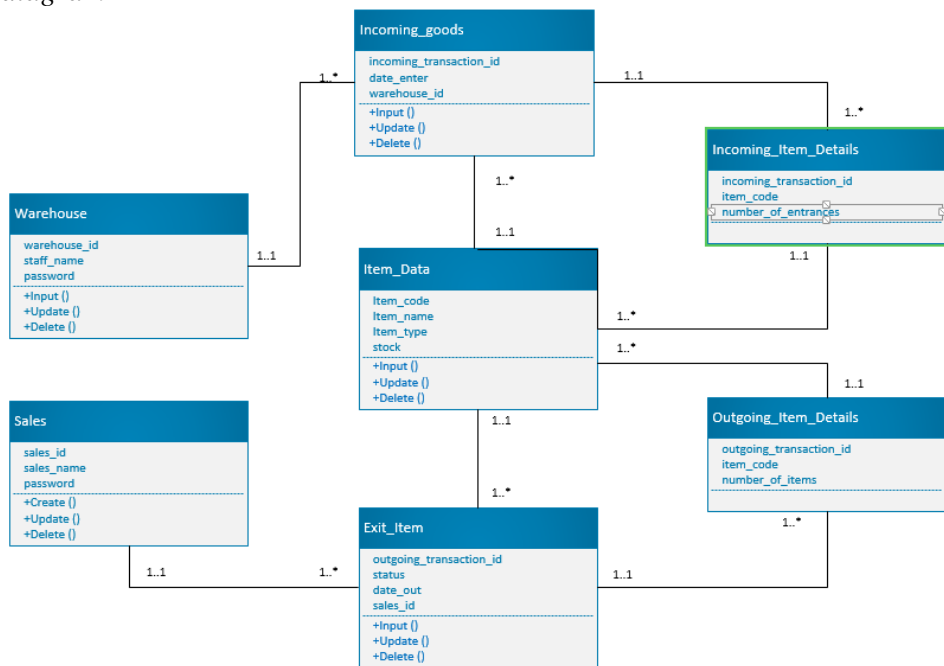 Incoming_goods
incoming_transaction_id
date_enter
warehouse_id
+Input ()
+Update ()
+Delete ()
1..*
1..1
1..*
Incoming_Item_Details
incoming_transaction_id
item_code
number_of_entrances
1..*
1..1
Warehouse
warehouse_id
staff_name
password
+Input ()
+Update ()
+Delete ()
1..1
1..1
Item_Data
Item_code
Item_name
Item_type
stock
+Input ()
+Update ()
+Delete ()
1..*
1..*
1..1
1..1
Outgoing_Item_Details
outgoing_transaction_id
item_code
number_of_items
1..*
Sales
sales_id
sales_name
password
+Create ()
+Update ()
+Delete ()
1..1
1..*
1..*
Exit_Item
outgoing_transaction_id
status
date_out
sales_id
+Input ()
+Update ()
+Delete ()
1..1